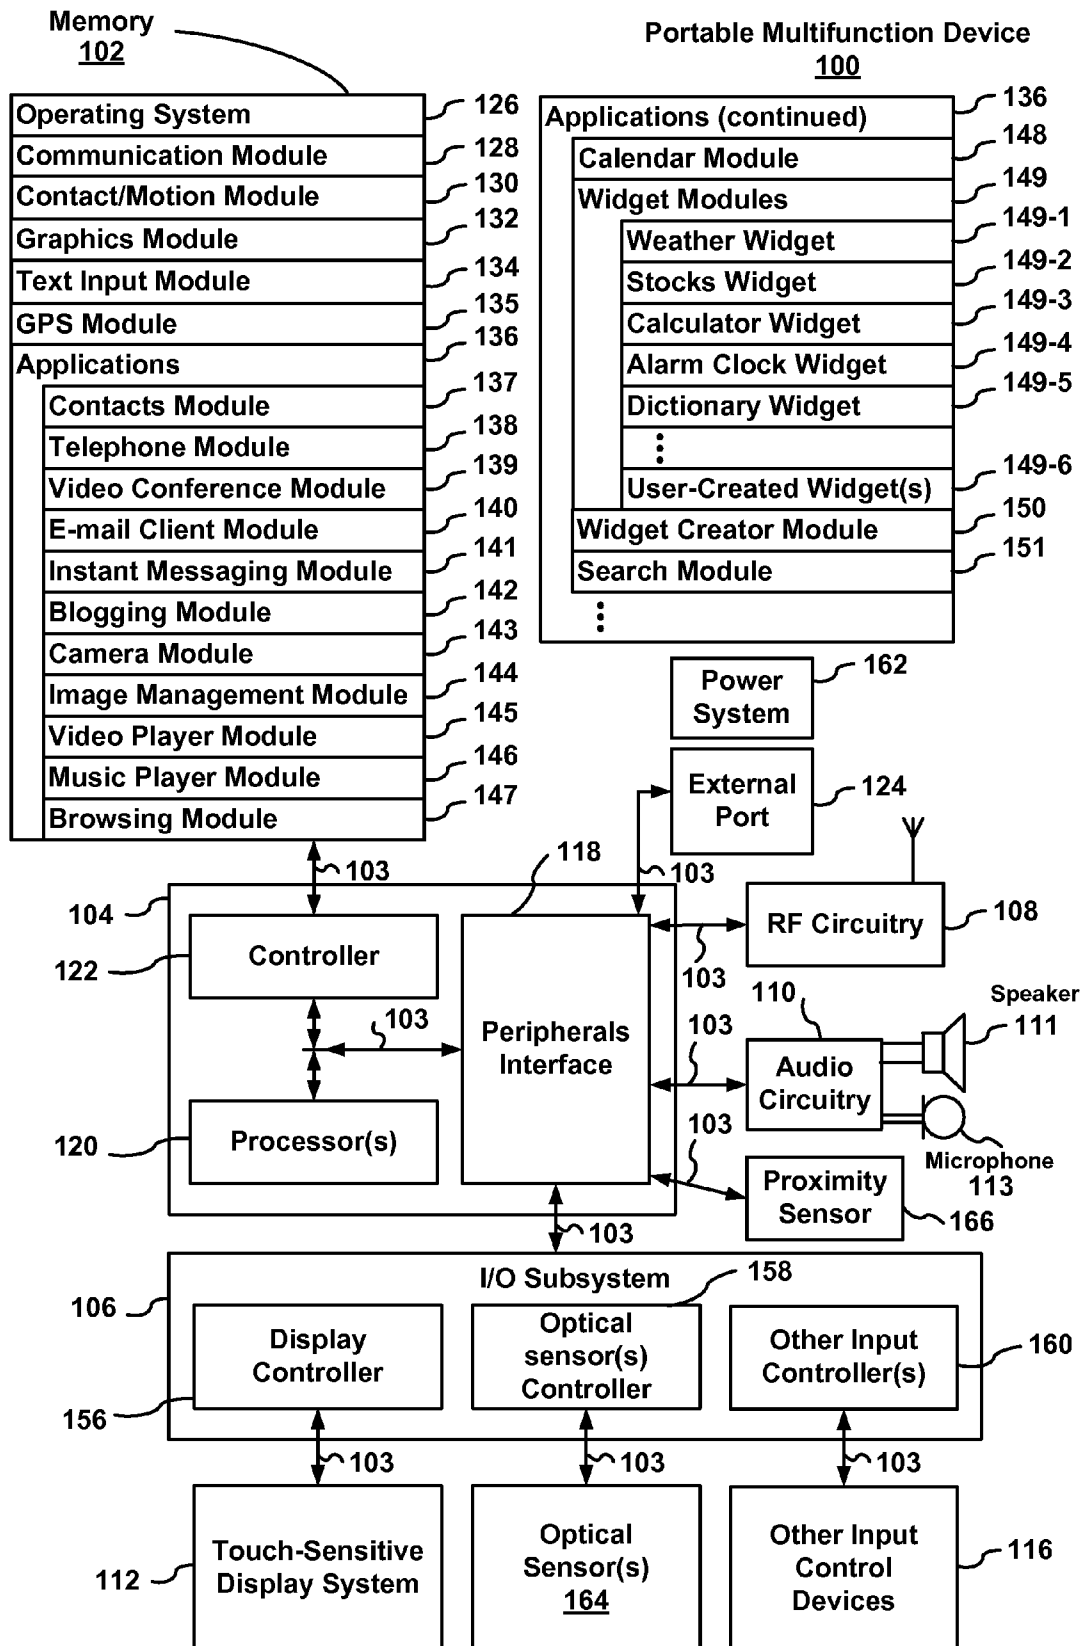 Memory
102
Operating System
126
Communication Module
128
Contact/Motion Module
130
Graphics Module
132
Text Input Module
134
GPS Module
135
Applications
136
Contacts Module
137
Telephone Module
138
Video Conference Module
139
E-mail Client Module
140
Instant Messaging Module
141
Blogging Module
142
Camera Module
143
Image Management Module
144
Video Player Module
145
Music Player Module
146
Browsing Module
147
Portable Multifunction Device
100
Applications (continued)
136
Calendar Module
148
Widget Modules
149
Weather Widget
149-1
Stocks Widget
149-2
Calculator Widget
149-3
Alarm Clock Widget
149-4
Dictionary Widget
149-5
User-Created Widget(s)
149-6
Widget Creator Module
150
Search Module
151
Power
System
162
External
Port
124
103
118
103
104
Controller
122
103
Peripherals
Interface
Processor(s)
120
RF Circuitry
108
103
110
Speaker
111
103
Audio
Circuitry
Microphone
113
103
Proximity
Sensor
166
103
I/O Subsystem
106
158
Display
Controller
156
Optical
sensor(s)
Controller
Other Input
Controller(s)
160
103
103
103
Touch-Sensitive
Display System
112
Optical
Sensor(s)
164
Other Input
Control
Devices
116